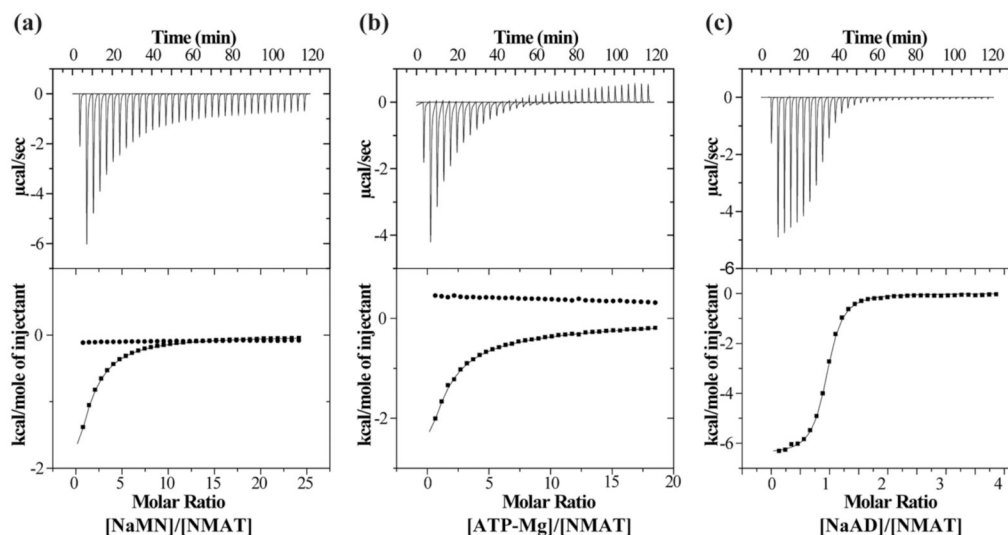 (a)
Time (min)
0 20 40 60 80 100 120
µcal/sec
0
-2
-4
-6
kcal/mole of injectant
0
-2
0 5 10 15 20 25
Molar Ratio
[NaMN]/[NMAT]
(b)
Time (min)
0 20 40 60 80 100 120
µcal/sec
0
-2
-4
kcal/mole of injectant
0
-2
0 5 10 15 20
Molar Ratio
[ATP-Mg]/[NMAT]
(c)
Time (min)
0 20 40 60 80 100 120
µcal/sec
0
-2
-4
-6
kcal/mole of injectant
0
-2
-4
-6
0 1 2 3 4
Molar Ratio
[NaAD]/[NMAT]